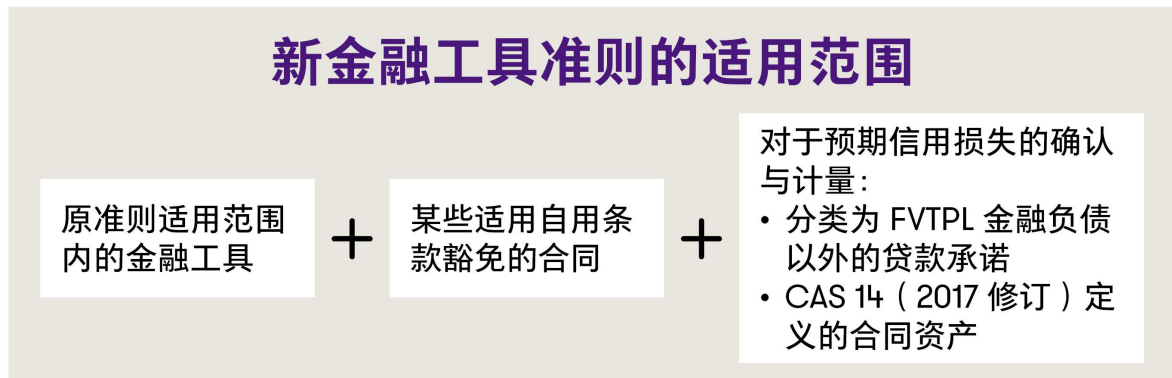 新金融工具准则的适用范围
原准则适用范围
内的金融工具
+
某些适用自用条
款豁免的合同
+
对于预期信用损失的确认
与计量：
• 分类为 FVTPL 金融负债
以外的贷款承诺
• CAS 14（2017 修订）定
义的合同资产